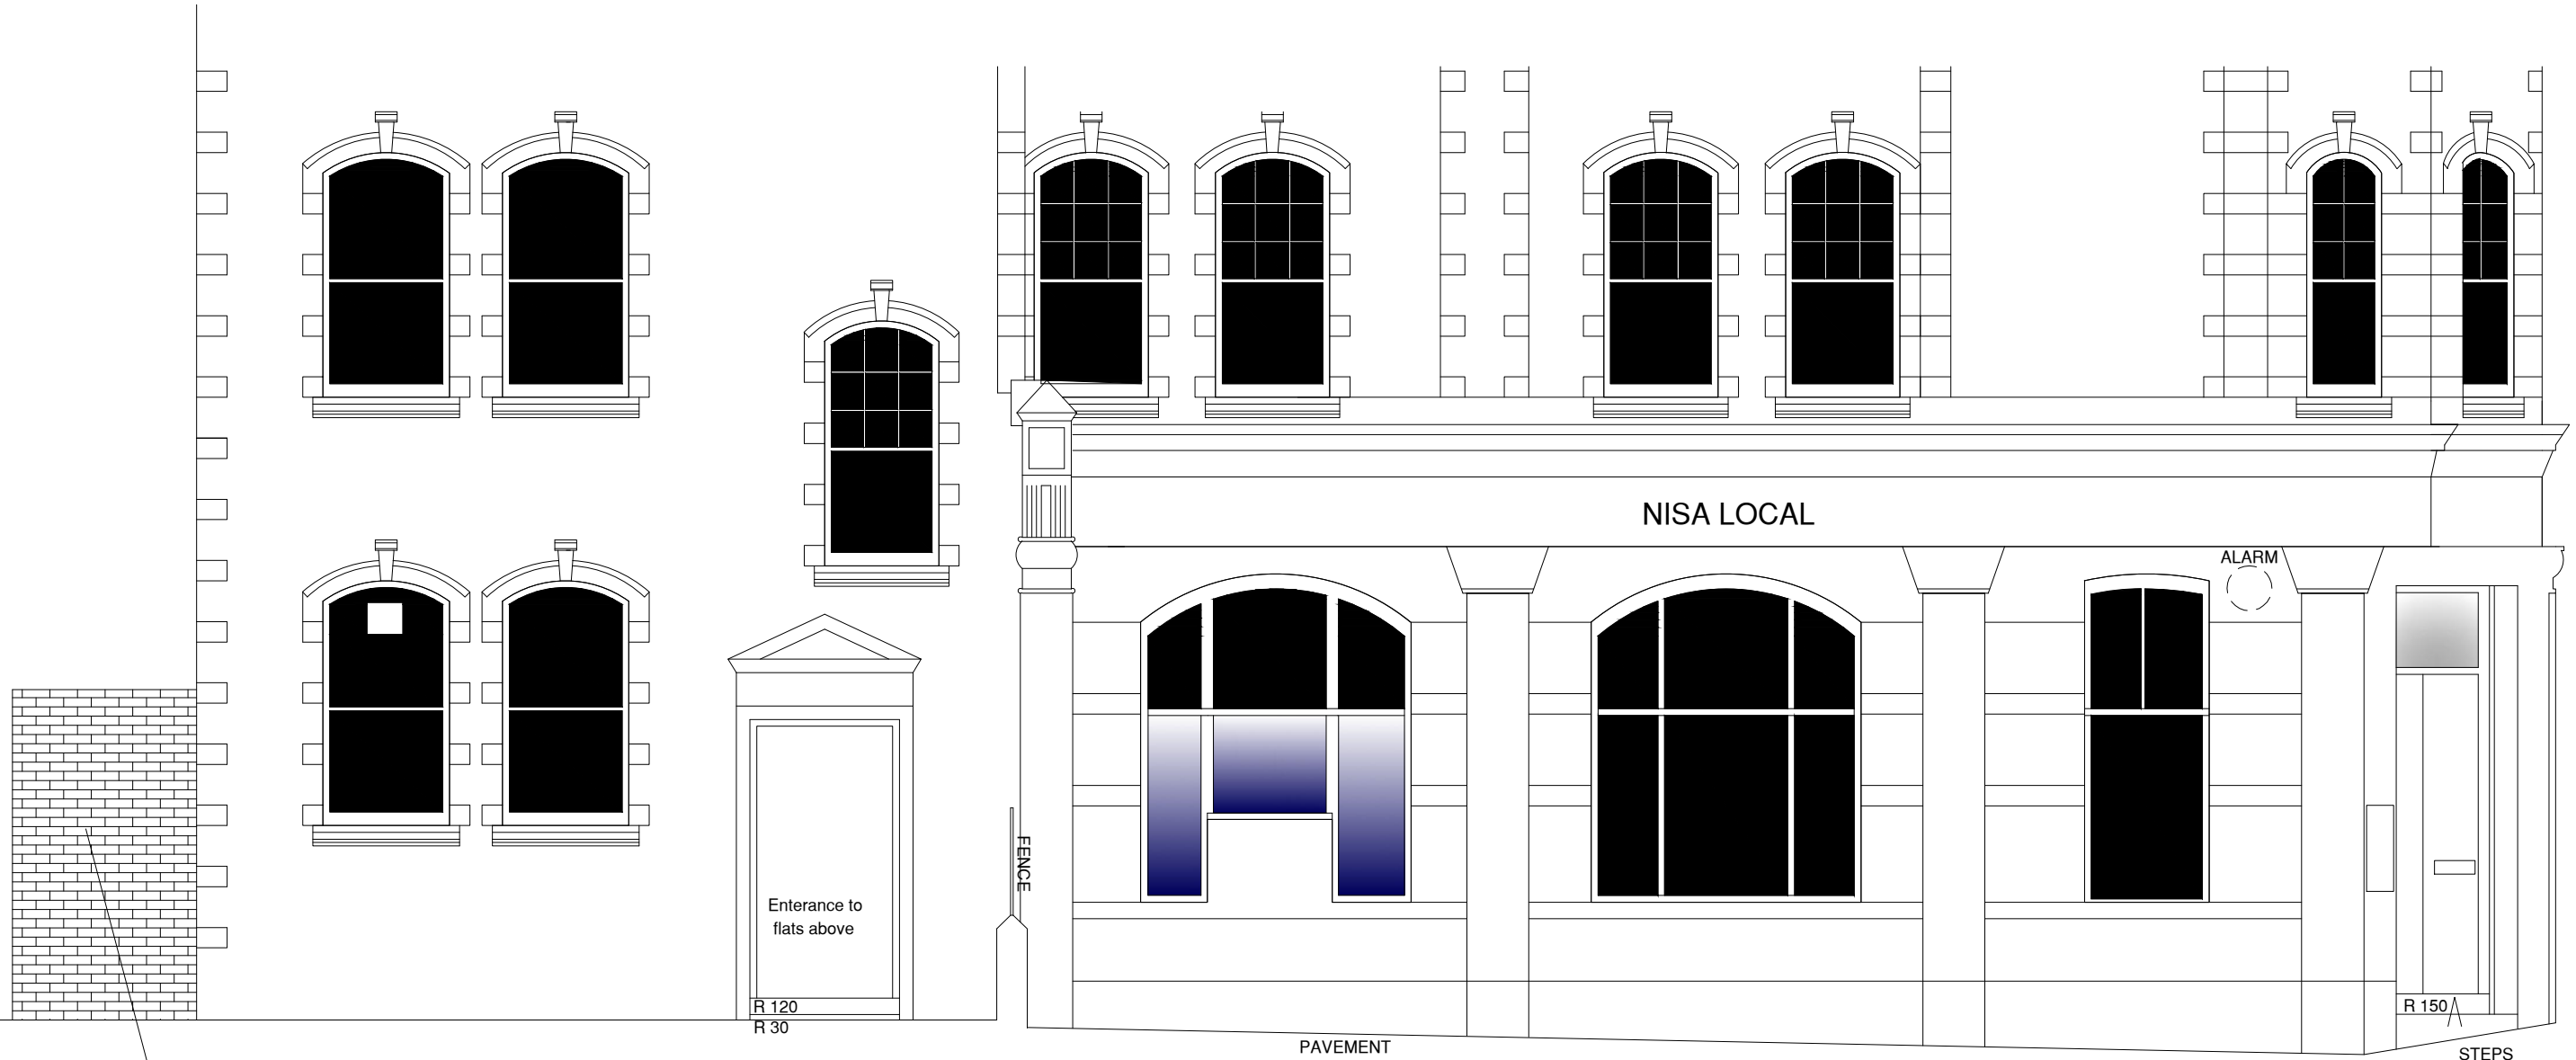 NISA LOCAL
ALARM
FENCE
Enterance to
flats above
R 120
R 30
R 150
PAVEMENT
STEPS